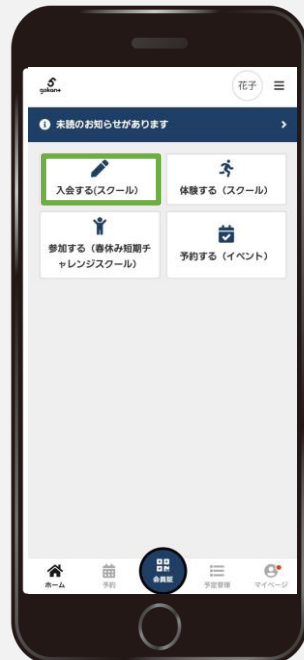 gokan+
花子
未読のお知らせがあります
入会する(スクール)
体験する（スクール）
参加する（春休み短期チ
ャレンジスクール）
予約する（イベント）
ホーム
予約
会員証
予定管理
マイページ